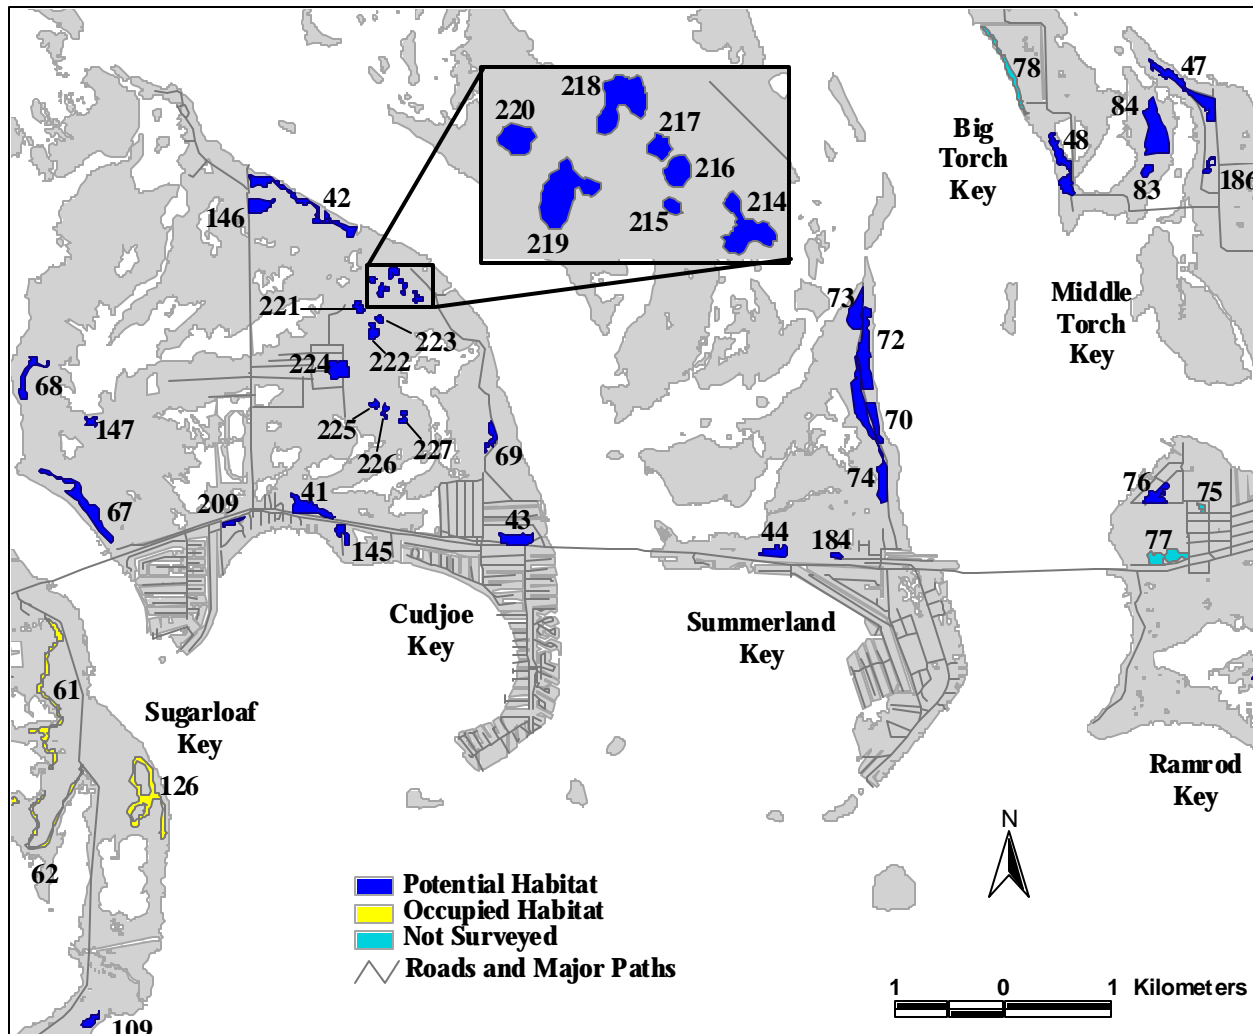 78
47
218
84
220
217
Big
Torch
Key
48
216
186
42
83
146
214
215
219
Middle
Torch
Key
221
73
223
72
222
224
68
70
147
225
227
69
226
74
76
75
67
209
41
43
44
184
77
145
Cudjoe
Key
Summerland
Key
61
Sugarloaf
Key
Ramrod
Key
126
N
62
Potential Habitat
Occupied Habitat
Not Surveyed
Roads and Major Paths
1 0 1 Kilometers
109